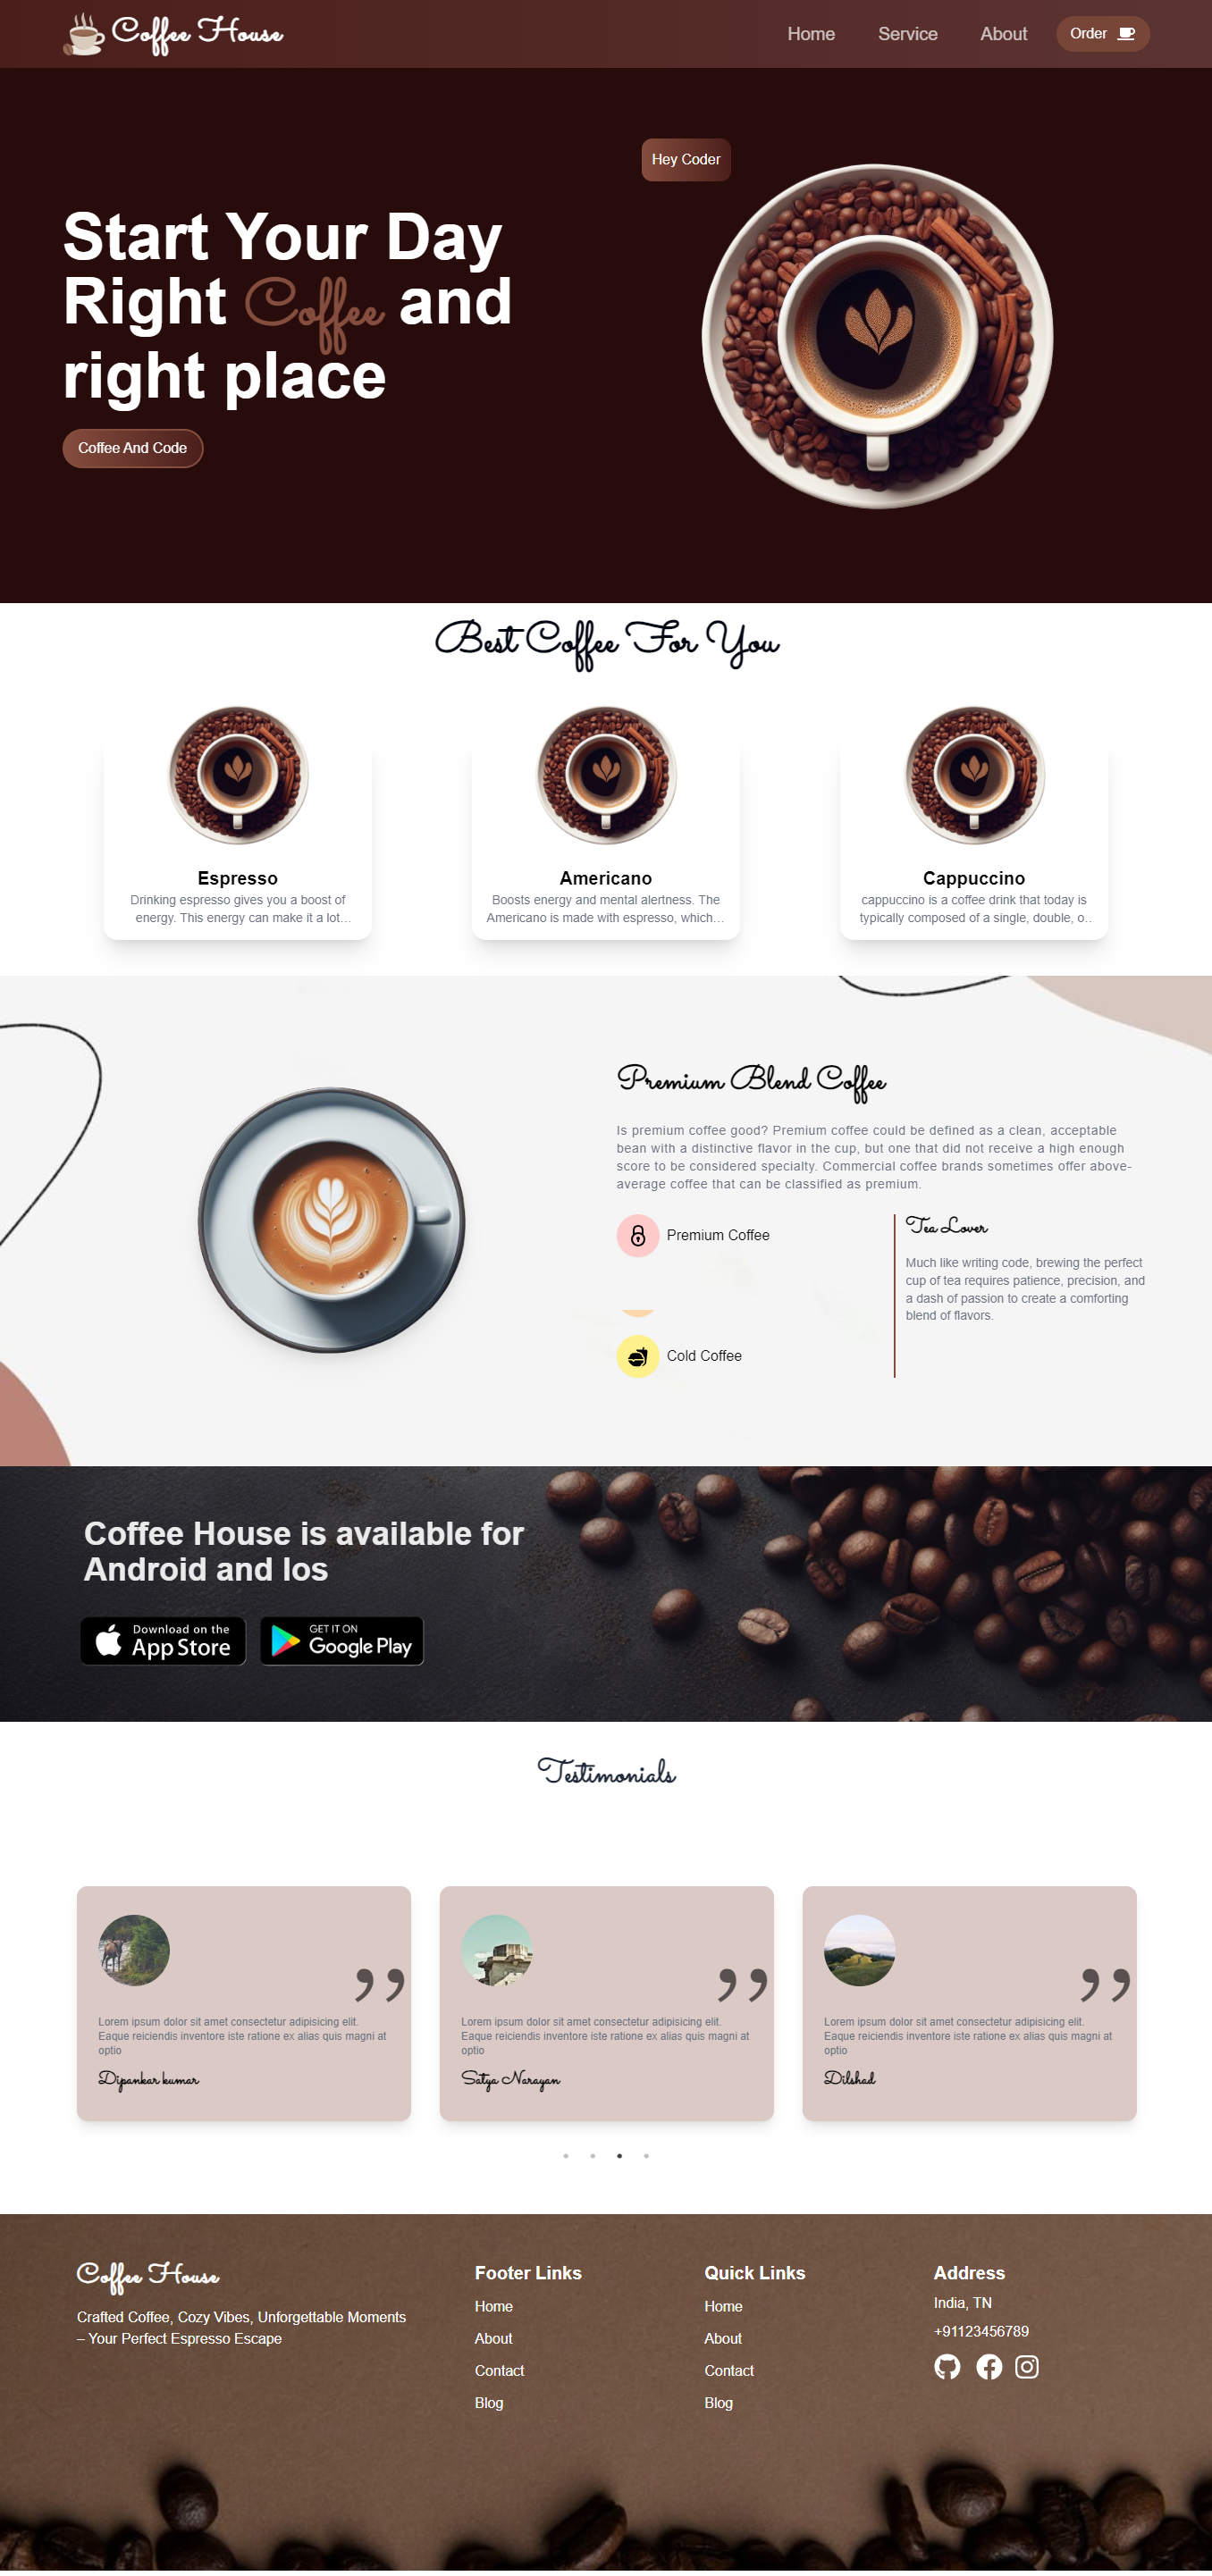 Coffee House
Home
Service
About
Order
Hey Coder
Start Your Day
Right Coffee and
right place
Coffee And Code
Best Coffee For You
Espresso
Drinking espresso gives you a boost of
energy. This energy can make it a lot…
Americano
Boosts energy and mental alertness. The
Americano is made with espresso, which…
Cappuccino
cappuccino is a coffee drink that today is
typically composed of a single, double, o..
Premium Blend Coffee
Is premium coffee good? Premium coffee could be defined as a clean, acceptable
bean with a distinctive flavor in the cup, but one that did not receive a high enough
score to be considered specialty. Commercial coffee brands sometimes offer above-
average coffee that can be classified as premium.
Premium Coffee
Cold Coffee
Tea Lover
Much like writing code, brewing the perfect
cup of tea requires patience, precision, and
a dash of passion to create a comforting
blend of flavors.
Coffee House is available for
Android and Ios
Download on the
App Store
GET IT ON
Google Play
Testimonials
Lorem ipsum dolor sit amet consectetur adipisicing elit.
Eaque reiciendis inventore iste ratione ex alias quis magni at
optio
Dipankar kumar
Lorem ipsum dolor sit amet consectetur adipisicing elit.
Eaque reiciendis inventore iste ratione ex alias quis magni at
optio
Satya Narayan
Lorem ipsum dolor sit amet consectetur adipisicing elit.
Eaque reiciendis inventore iste ratione ex alias quis magni at
optio
Dilshad
Coffee House
Crafted Coffee, Cozy Vibes, Unforgettable Moments
– Your Perfect Espresso Escape
Footer Links
Home
About
Contact
Blog
Quick Links
Home
About
Contact
Blog
Address
India, TN
+91123456789